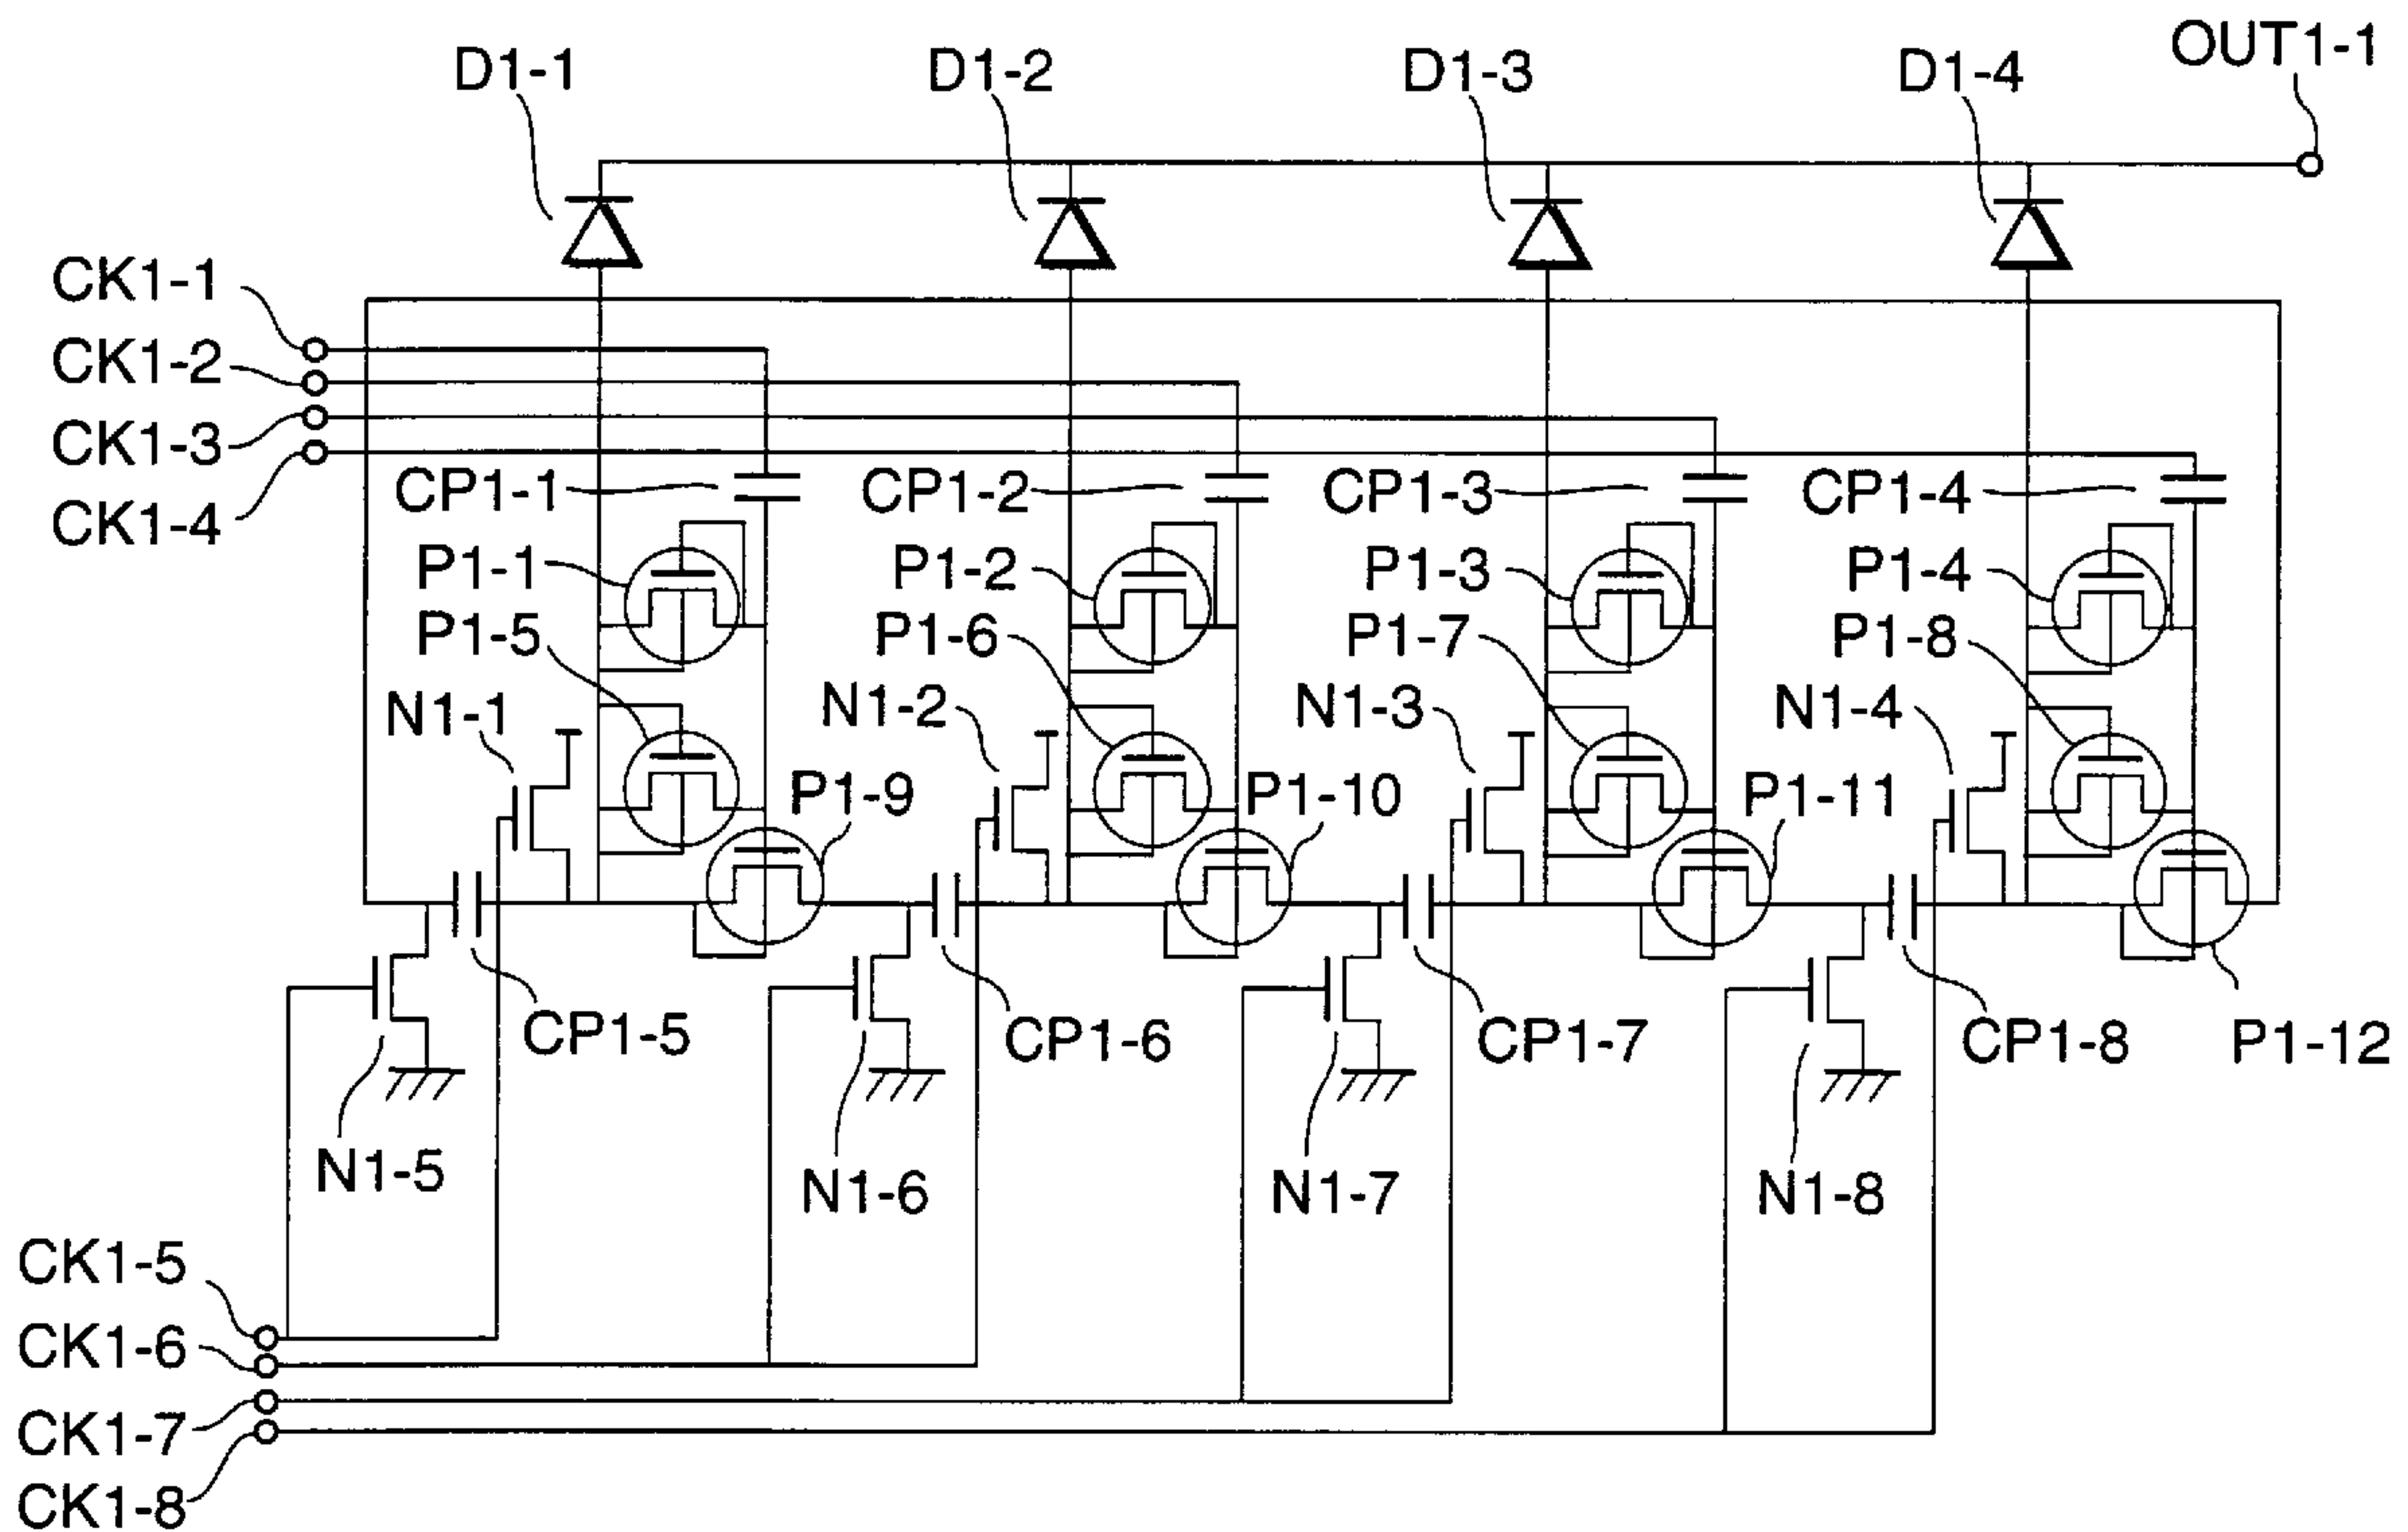 D1-1 D1-2 D1-3 D1-4 OUT1-1
CK1-1
CK1-2
CK1-3
CK1-4
CP1-1 CP1-2 CP1-3 CP1-4
P1-1 P1-2 P1-3 P1-4
P1-5 P1-6 P1-7 P1-8
N1-1 N1-2 N1-3 N1-4
P1-9 P1-10 P1-11
CP1-5 CP1-6 CP1-7 CP1-8 P1-12
N1-5 N1-6 N1-7 N1-8
CK1-5
CK1-6
CK1-7
CK1-8